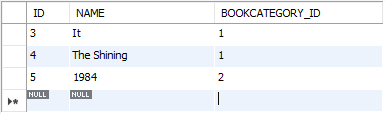 ID NAME BOOKCATEGORY_ID
3 It 1
4 The Shining 1
5 1984 2
NULL NULL